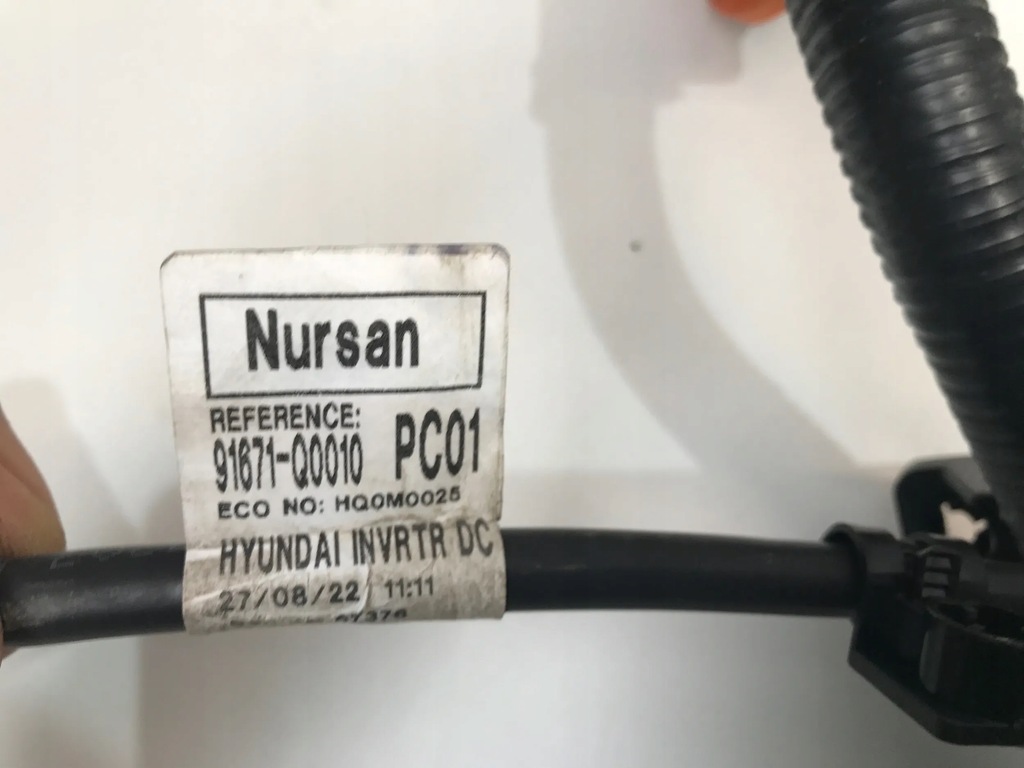 Nursan
REFERENCE:
91671-Q0010 PC01
ECO NO: HQ0M0025
HYUNDAI INVRTR DC
27/08/22 11:11